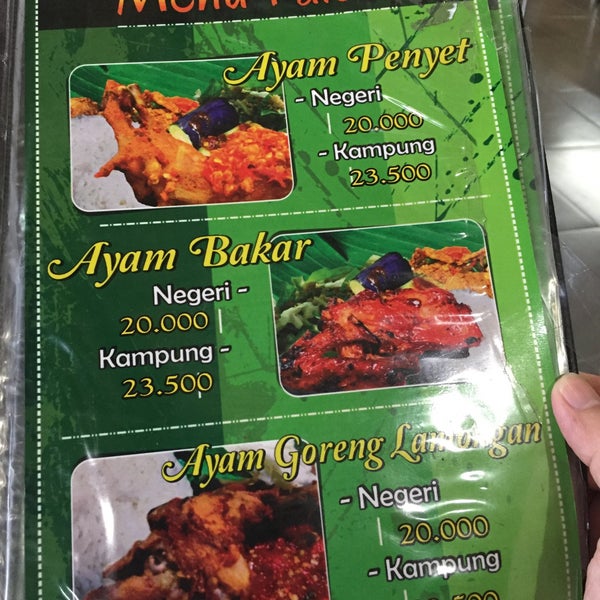 Menu
Ayam Penyet
- Negeri
20.000
- Kampung
23.500
Ayam Bakar
Negeri -
20.000
Kampung -
23.500
Ayam Goreng Lamongan
- Negeri
20.000
- Kampung